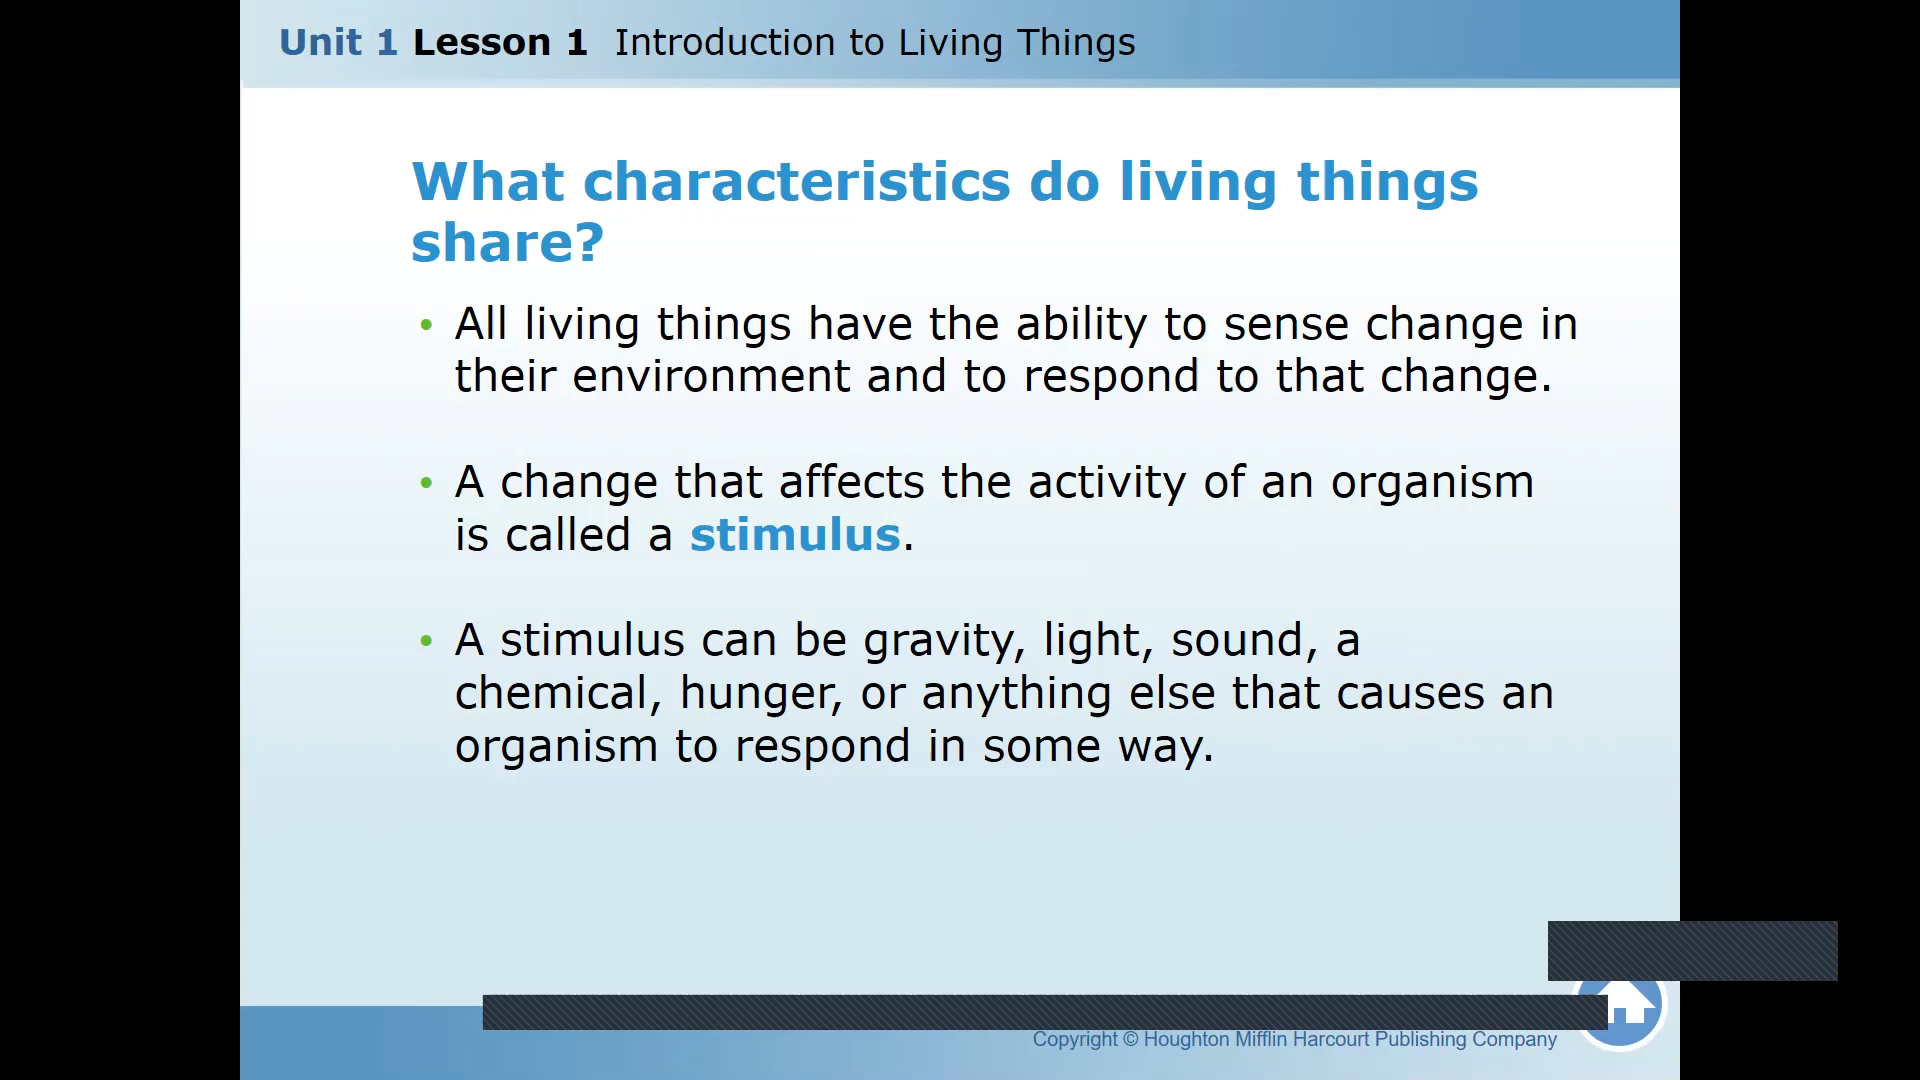 Unit 1 Lesson 1 Introduction to Living Things
What characteristics do living things
share?
• All living things have the ability to sense change in
their environment and to respond to that change.
• A change that affects the activity of an organism
is called a stimulus.
• A stimulus can be gravity, light, sound, a
chemical, hunger, or anything else that causes an
organism to respond in some way.
Copyright © Houghton Mifflin Harcourt Publishing Company